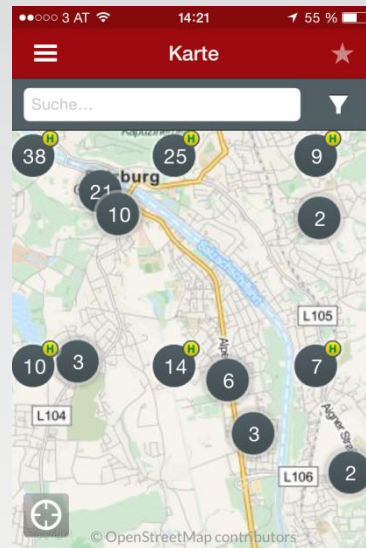 3 AT 14:21 55 %
Karte
Suche...
38 H 25 H 9 H
burg
21
10
2
L105
10 H 3 14 H 7 H
6
L104
3
L106
2
© OpenStreetMap contributors